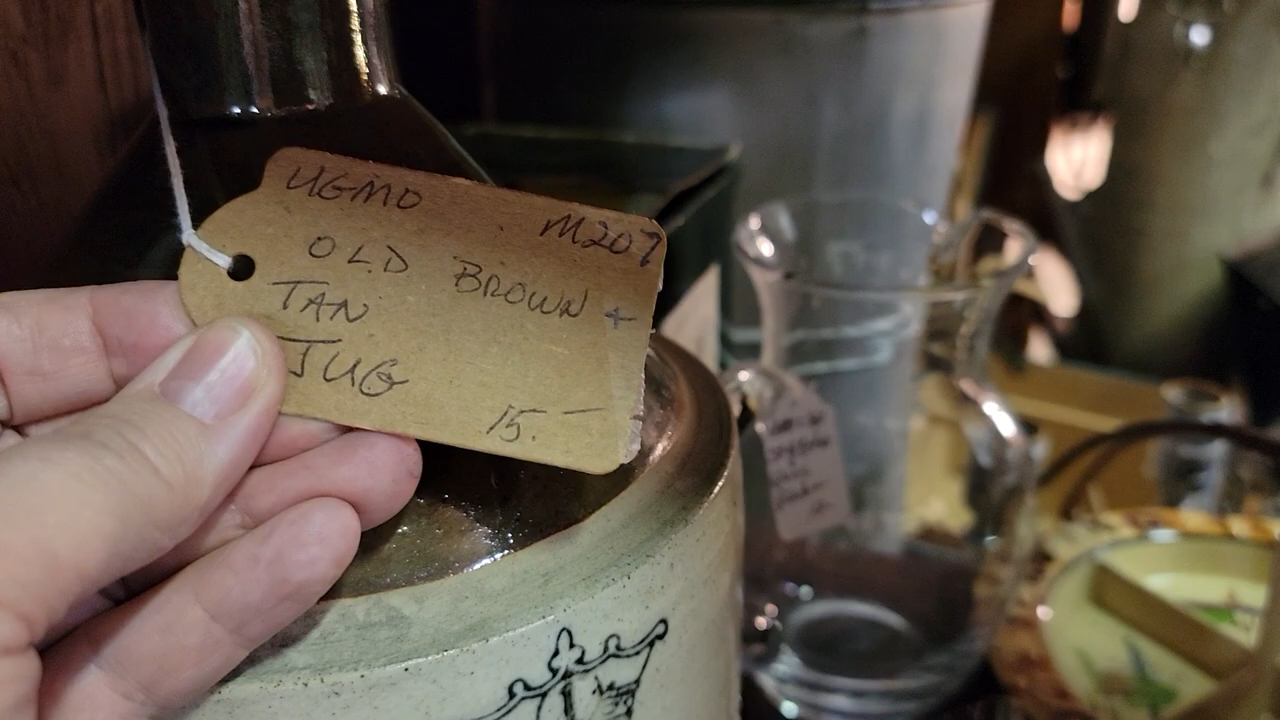 UGMO M207
OLD BROWN +
TAN
JUG
15.—